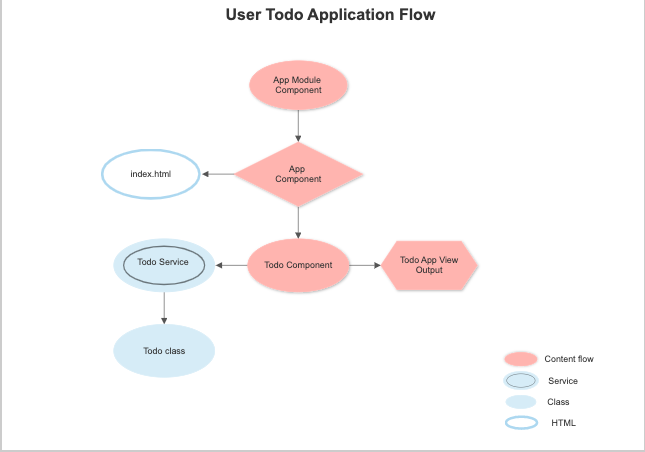 User Todo Application Flow
App Module
Component
App
Component
index.html
Todo Service
Todo Component
Todo App View
Output
Todo class
Content flow
Service
Class
HTML